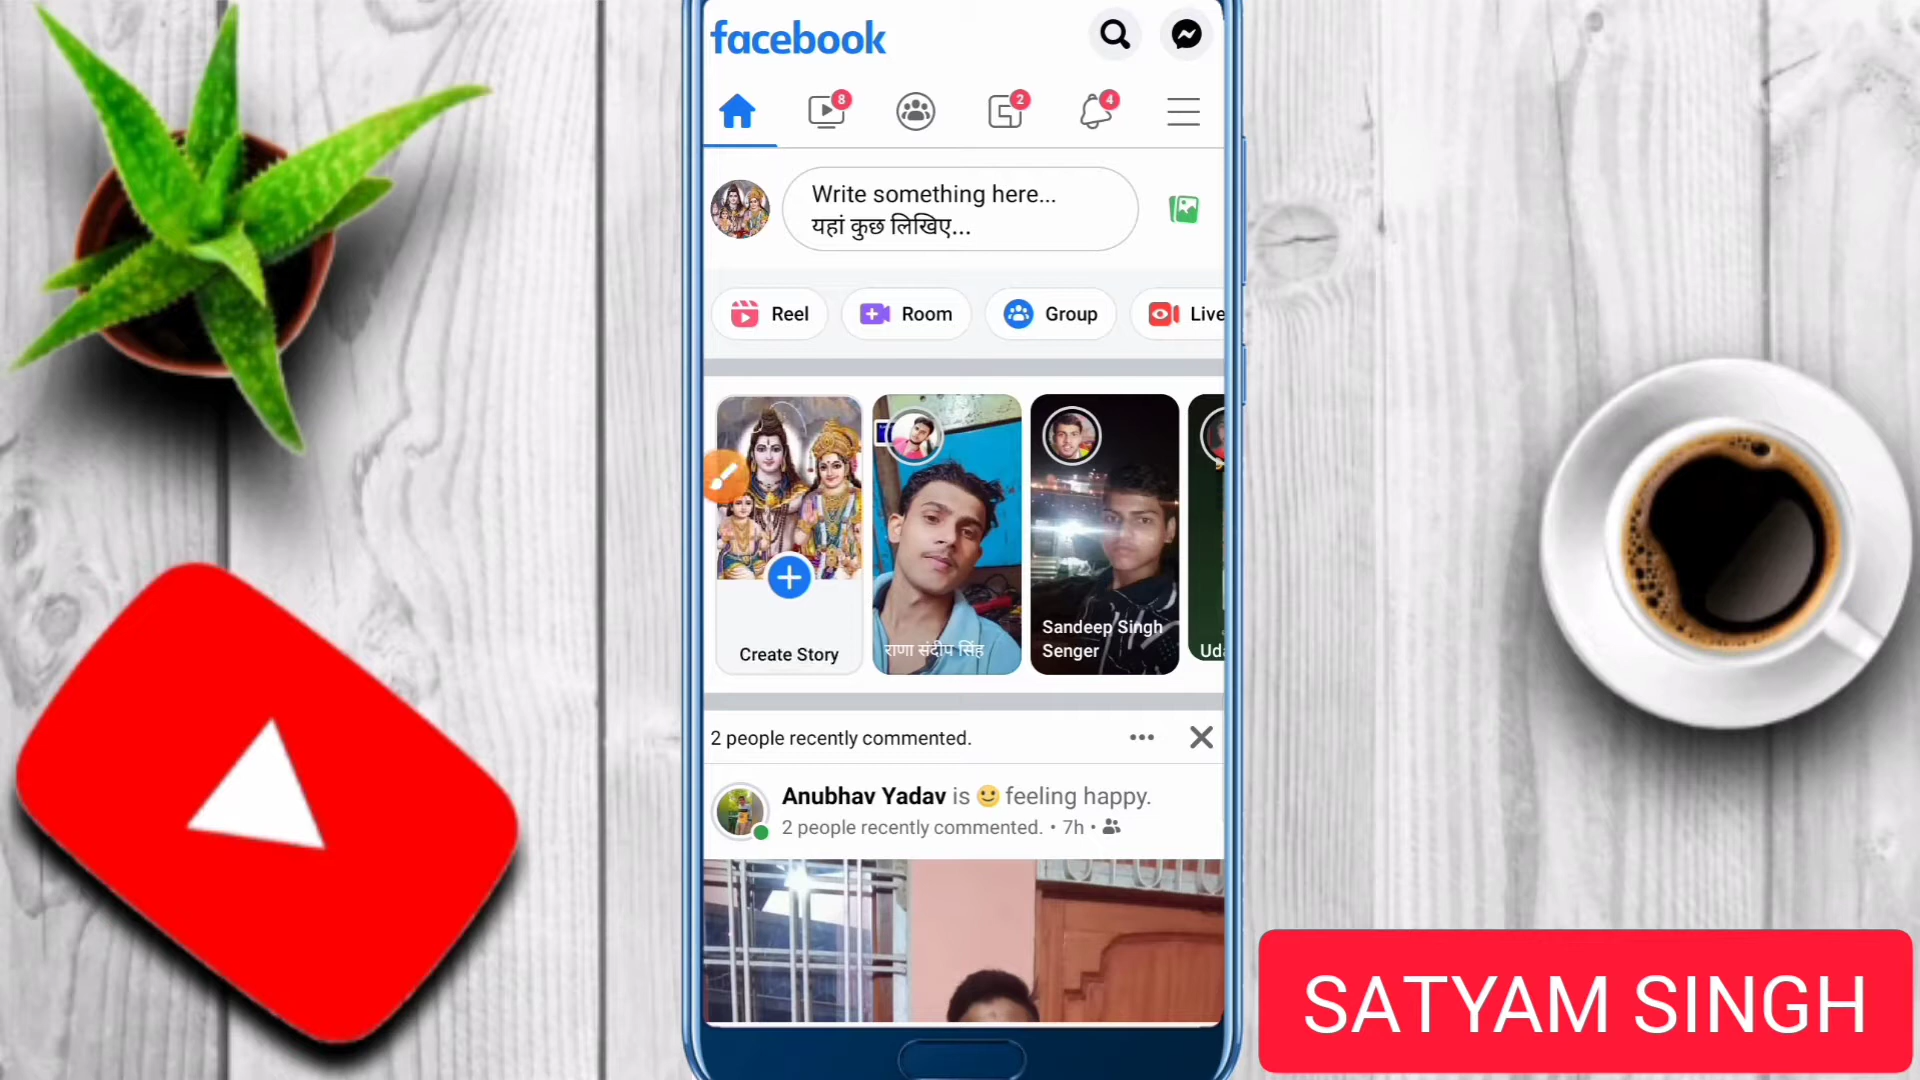 facebook
8
2
4
Write something here...
यहां कुछ लिखिए...
Reel
Room
Group
Live
Create Story
राणा संदीप सिंह
Sandeep Singh
Senger
Uda
2 people recently commented.
Anubhav Yadav is feeling happy.
2 people recently commented. • 7h •
SATYAM SINGH